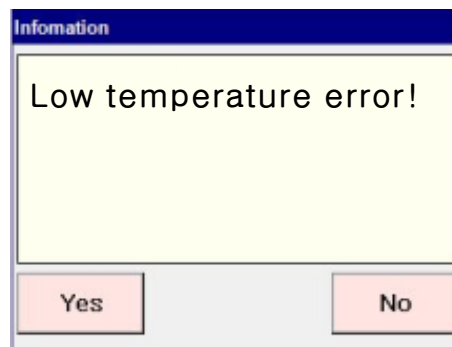 Infomation
Low temperature error!
Yes
No